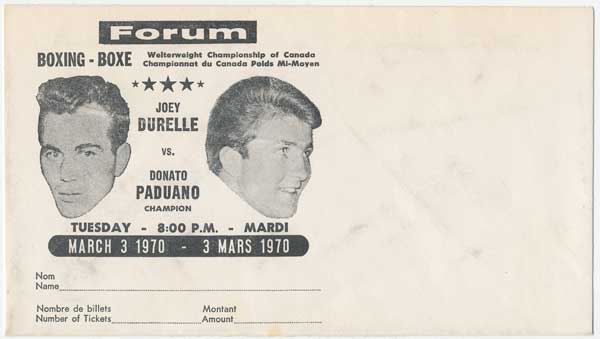 Forum
BOXING - BOXE
Welterweight Championship of Canada
Championnat du Canada Poids Mi-Moyen
JOEY
DURELLE
VS.
DONATO
PADUANO
CHAMPION
TUESDAY - 8:00 P.M. - MARDI
MARCH 3 1970 - 3 MARS 1970
Nom
Name
Nombre de billets Montant
Number of Tickets Amount